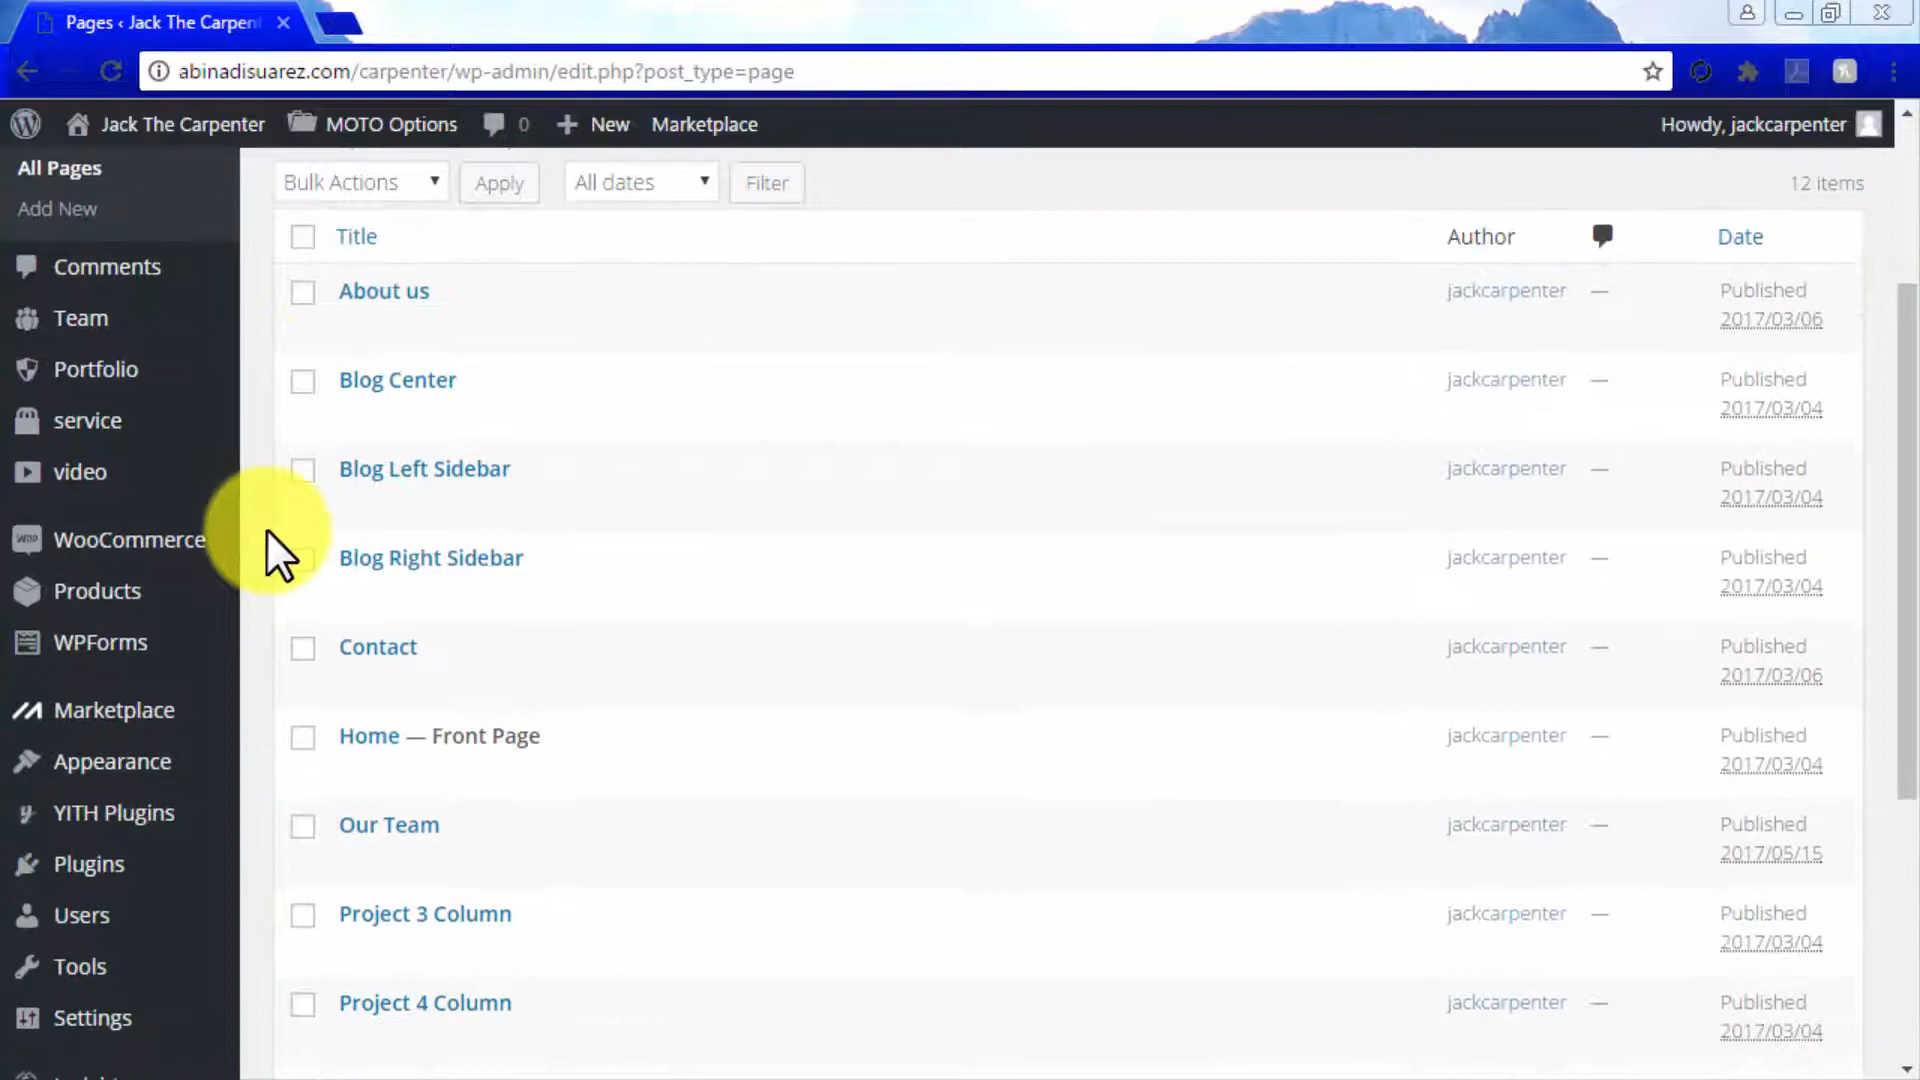 Pages ‹ Jack The Carpent
abinadisuarez.com/carpenter/wp-admin/edit.php?post_type=page
Jack The Carpenter MOTO Options 0 New Marketplace Howdy, jackcarpenter
All Pages
Add New
Comments
Team
Portfolio
service
video
WooCommerce
Products
WPForms
Marketplace
Appearance
YITH Plugins
Plugins
Users
Tools
Settings
Bulk Actions Apply All dates Filter 12 items
Title Author Date
About us jackcarpenter — Published
2017/03/06
Blog Center jackcarpenter — Published
2017/03/04
Blog Left Sidebar jackcarpenter — Published
2017/03/04
Blog Right Sidebar jackcarpenter — Published
2017/03/04
Contact jackcarpenter — Published
2017/03/06
Home — Front Page jackcarpenter — Published
2017/03/04
Our Team jackcarpenter — Published
2017/05/15
Project 3 Column jackcarpenter — Published
2017/03/04
Project 4 Column jackcarpenter — Published
2017/03/04